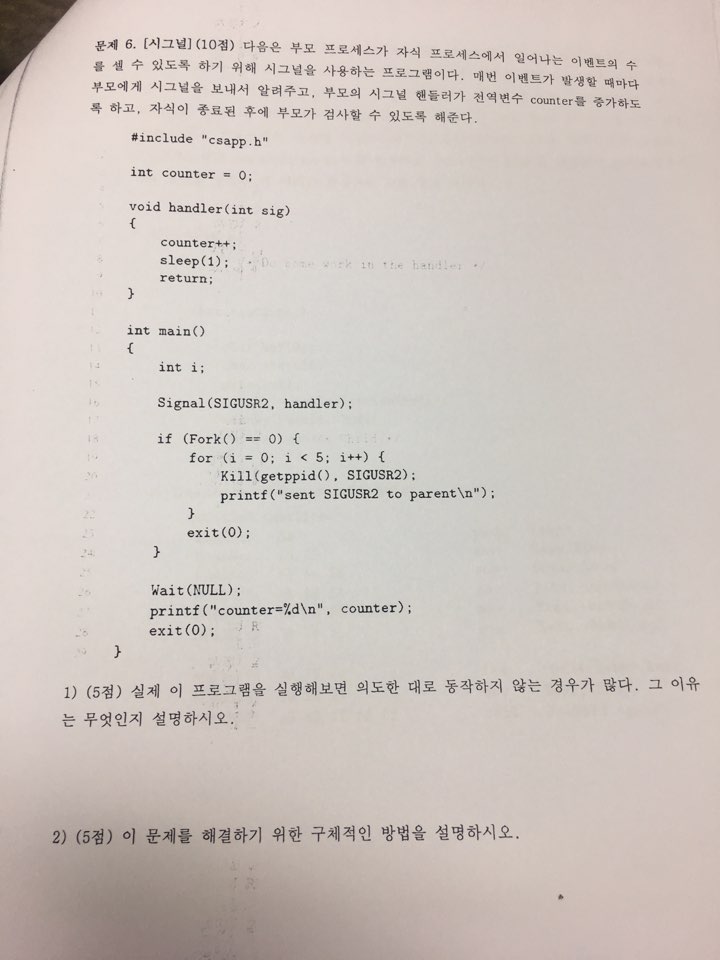 문제 6. [시그널](10점) 다음은 부모 프로세스가 자식 프로세스에서 일어나는 이벤트의 수
를 셀 수 있도록 하기 위해 시그널을 사용하는 프로그램이다. 매번 이벤트가 발생할 때마다
부모에게 시그널을 보내서 알려주고, 부모의 시그널 핸들러가 전역변수 counter를 증가하도
록 하고, 자식이 종료된 후에 부모가 검사할 수 있도록 해준다.
#include "csapp.h"
int counter = 0;
void handler(int sig)
{
counter++;
sleep(1); Do some work in the handler */
return;
}
int main()
{
int i;
Signal(SIGUSR2, handler);
if (Fork() == 0) {
for (i = 0; i < 5; i++) {
Kill(getppid(), SIGUSR2);
printf("sent SIGUSR2 to parent\n");
}
exit(0);
}
Wait(NULL);
printf("counter=%d\n", counter);
exit(0);
}
1) (5점) 실제 이 프로그램을 실행해보면 의도한 대로 동작하지 않는 경우가 많다. 그 이유
는 무엇인지 설명하시오.
2) (5점) 이 문제를 해결하기 위한 구체적인 방법을 설명하시오.